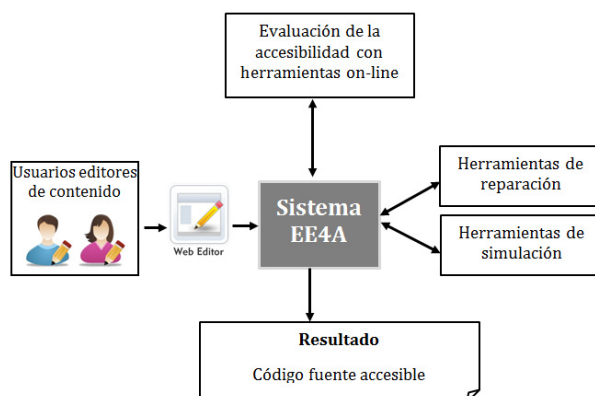 Evaluación de la
accesibilidad con
herramientas on-line
Usuarios editores
de contenido
Web Editor
Sistema
EE4A
Herramientas de
reparación
Herramientas de
simulación
Resultado
Código fuente accesible